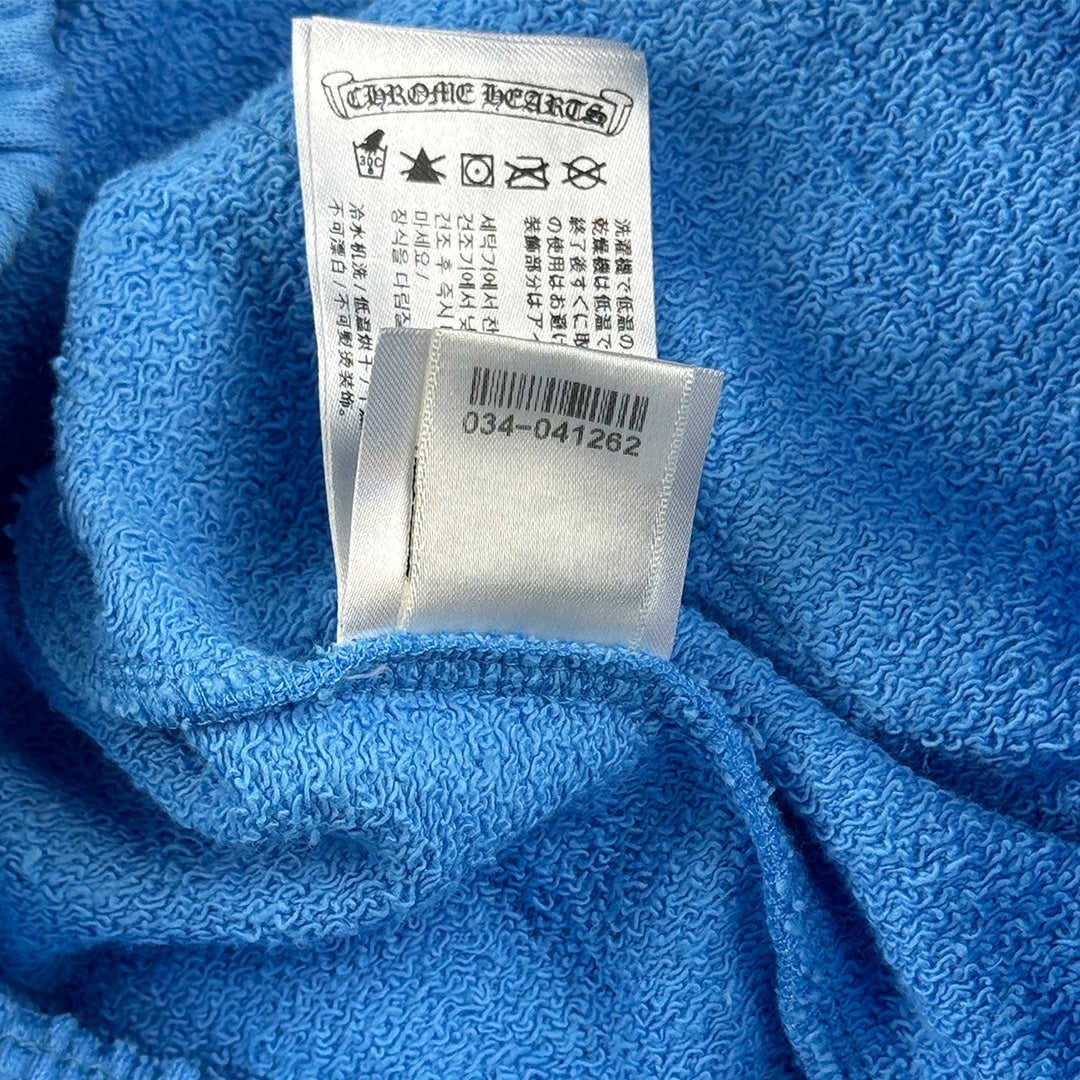 CHROME HEARTS
30C
洗濯機で低温の
乾燥機は低温で
終了後すぐに取
の使用はお避け
装飾部分はアイ
세탁기에서 찬
건조기에서 낮
건조 후 즉시
미세요/
장식을 다림질
冷水机洗/低温烘干/
不可漂白/不可熨烫装饰。
034-041262